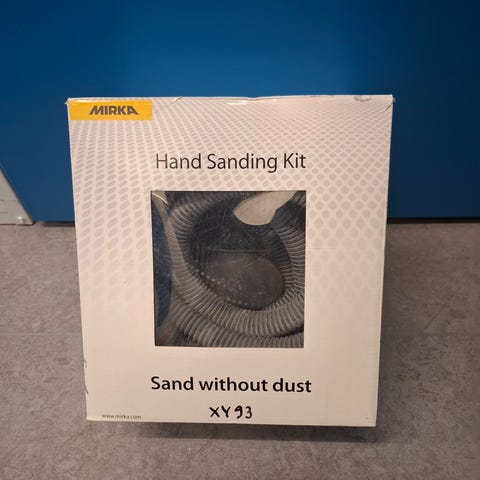 MIRKA
Hand Sanding Kit
Sand without dust
XY93
www.mirka.com